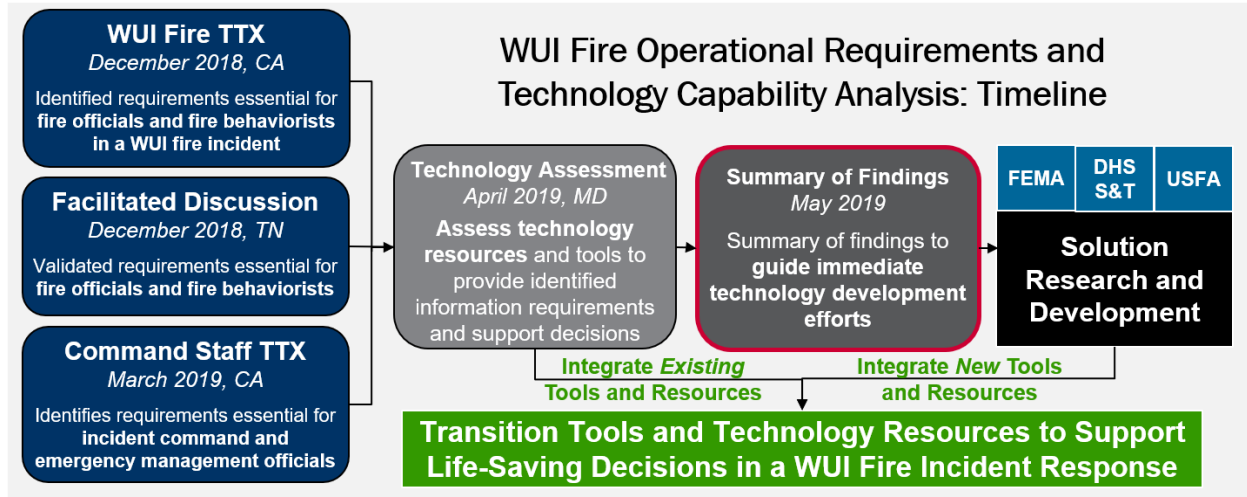 WUI Fire Operational Requirements and
Technology Capability Analysis: Timeline
WUI Fire TTX
December 2018, CA
Identified requirements essential for
fire officials and fire behaviorists
in a WUI fire incident
Facilitated Discussion
December 2018, TN
Validated requirements essential for
fire officials and fire behaviorists
Command Staff TTX
March 2019, CA
Identifies requirements essential for
incident command and
emergency management officials
Technology Assessment
April 2019, MD
Assess technology
resources and tools to
provide identified
information requirements
and support decisions
Summary of Findings
May 2019
Summary of findings to
guide immediate
technology development
efforts
FEMA
DHS
S&T
USFA
Solution
Research and
Development
Integrate Existing
Tools and Resources
Integrate New Tools
and Resources
Transition Tools and Technology Resources to Support
Life-Saving Decisions in a WUI Fire Incident Response